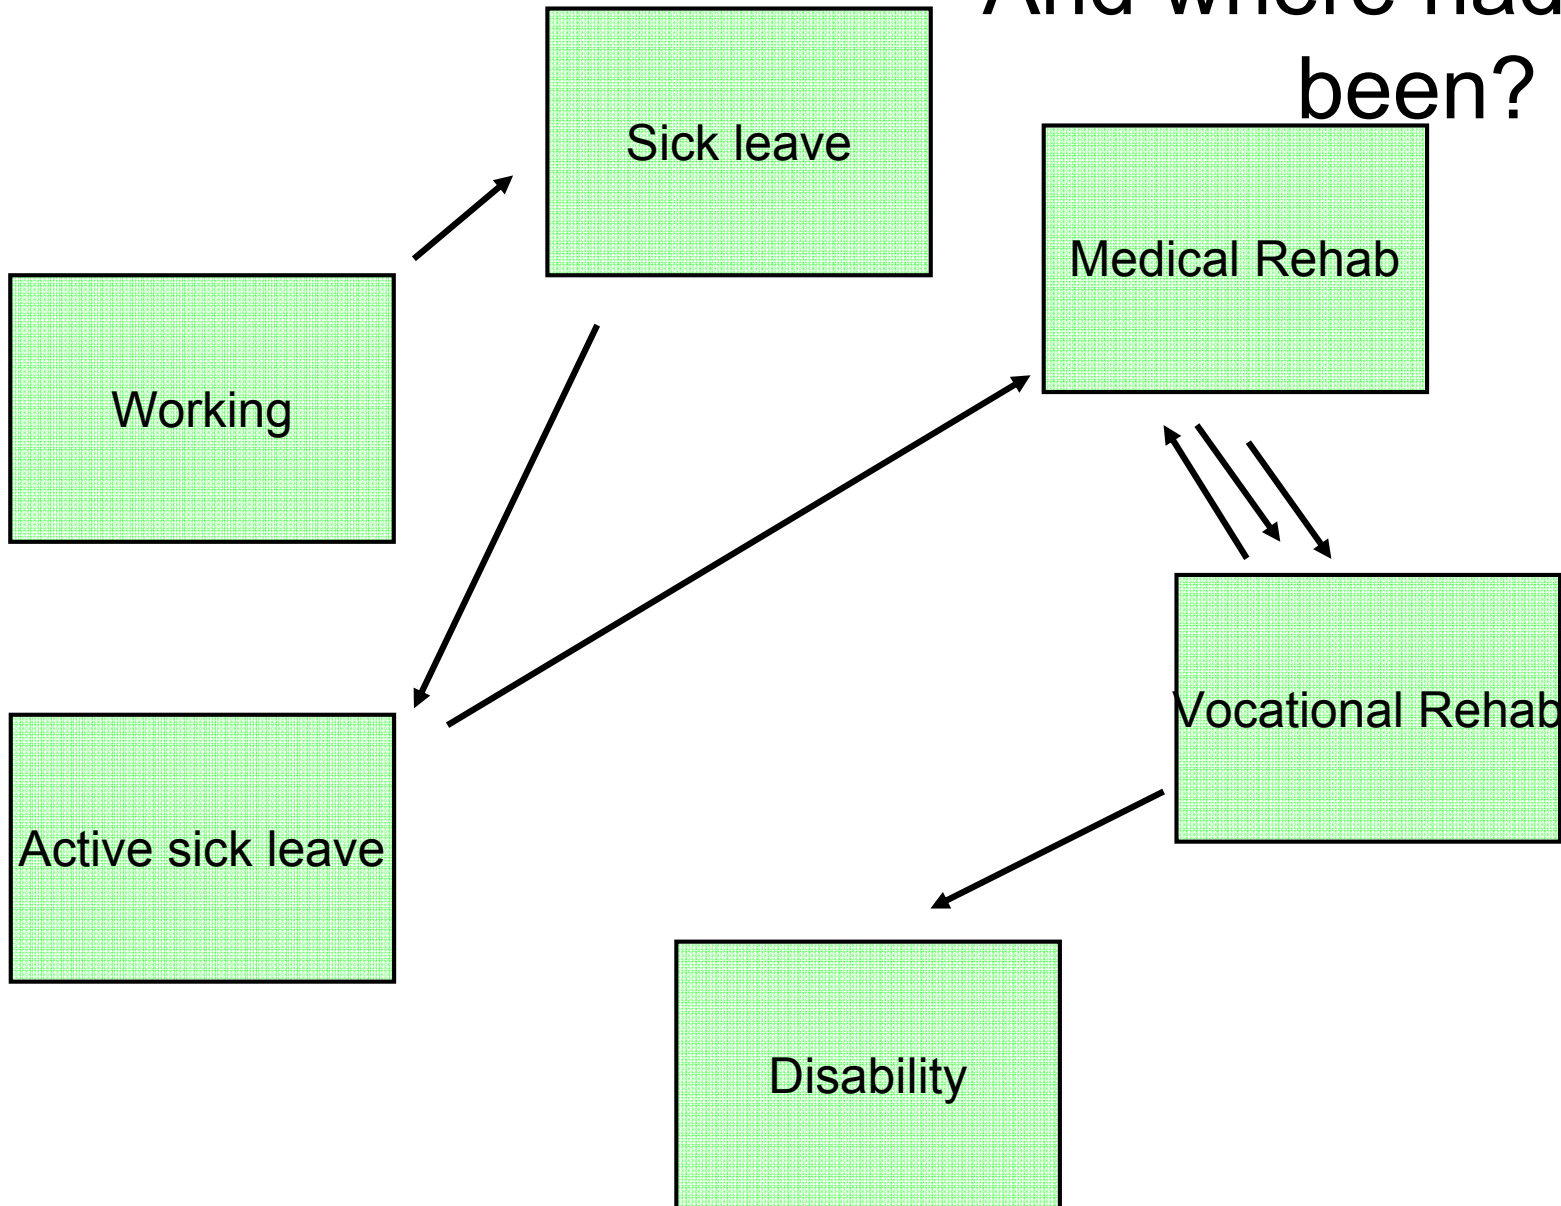 And where had
been?
Sick leave
Medical Rehab
Working
Vocational Rehab
Active sick leave
Disability